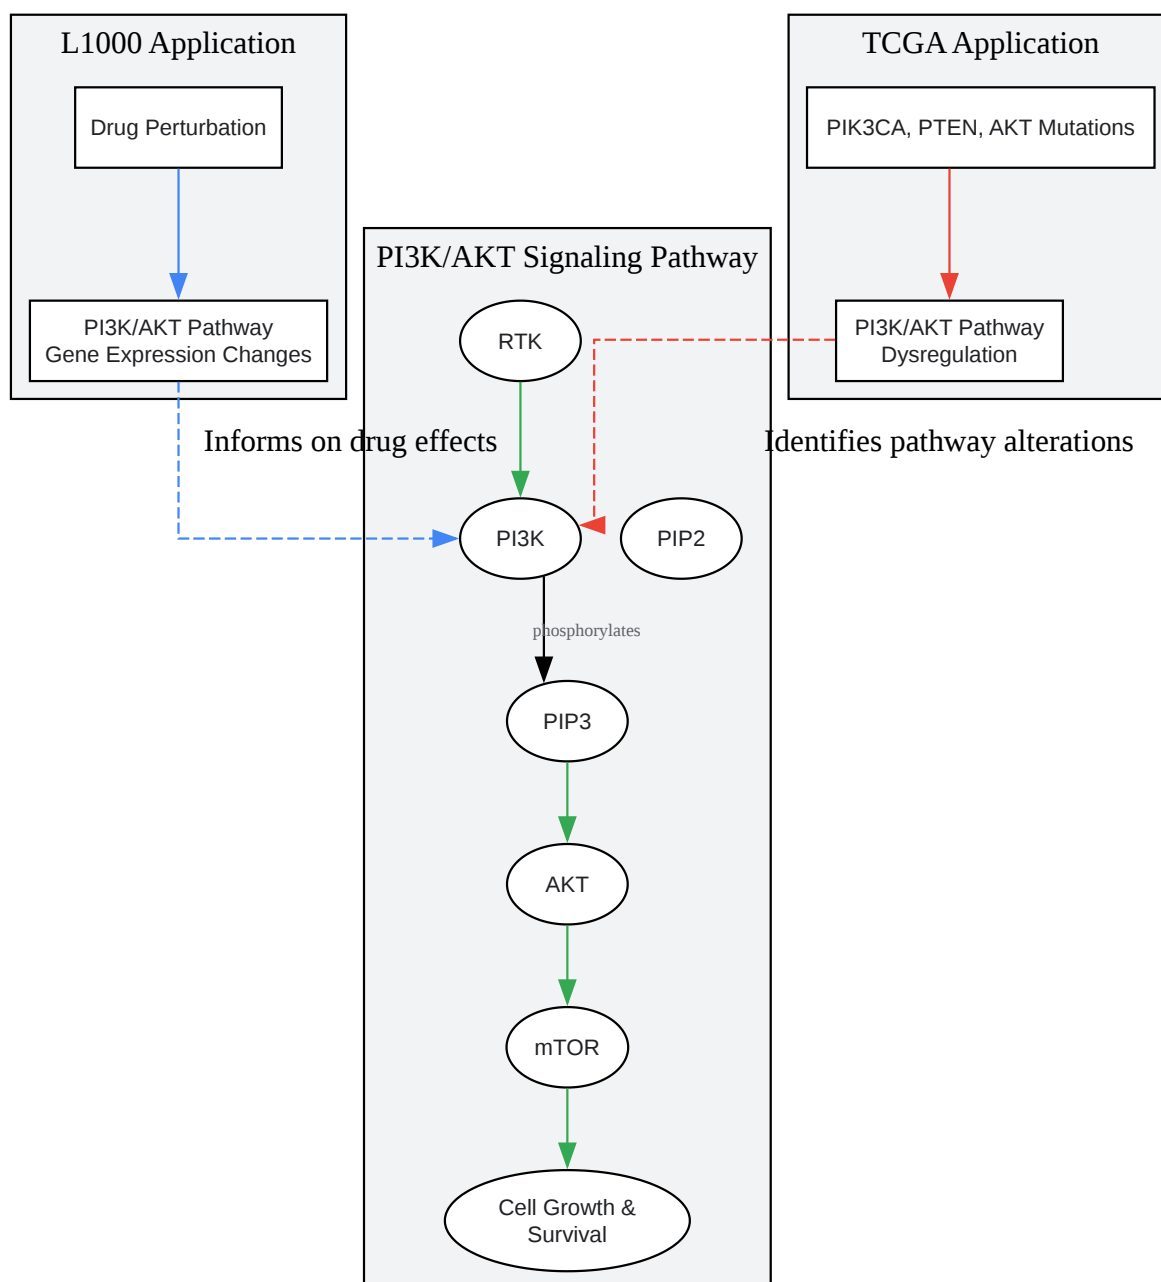 L1000 Application
TCGA Application
Drug Perturbation
PIK3CA, PTEN, AKT Mutations
PI3K/AKT Signaling Pathway
PI3K/AKT Pathway
Gene Expression Changes
RTK
PI3K/AKT Pathway
Dysregulation
Informs on drug effects
Identifies pathway alterations
PI3K
PIP2
phosphorylates
PIP3
AKT
mTOR
Cell Growth &
Survival